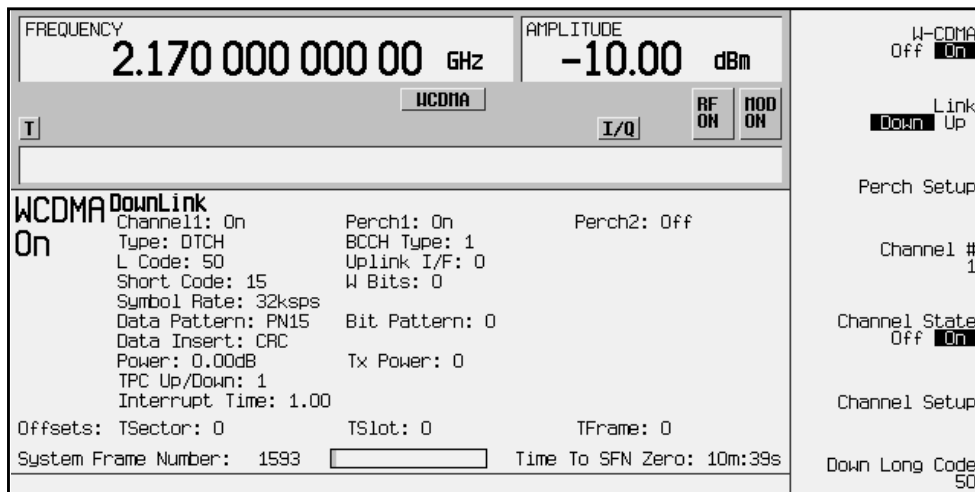 FREQUENCY
2.170 000 000 00 GHz
AMPLITUDE
-10.00 dBm
WCDMA
T
I/Q
RF ON
MOD ON
WCDMA On
DownLink
Channel1: On Perch1: On Perch2: Off
Type: DTCH BCCH Type: 1
L Code: 50 Uplink I/F: 0
Short Code: 15 W Bits: 0
Symbol Rate: 32ksps
Data Pattern: PN15 Bit Pattern: 0
Data Insert: CRC
Power: 0.00dB Tx Power: 0
TPC Up/Down: 1
Interrupt Time: 1.00
Offsets: TSector: 0 TSlot: 0 TFrame: 0
System Frame Number: 1593 Time To SFN Zero: 10m:39s
W-CDMA
Off On
Link
Down Up
Perch Setup
Channel #
1
Channel State
Off On
Channel Setup
Down Long Code
50